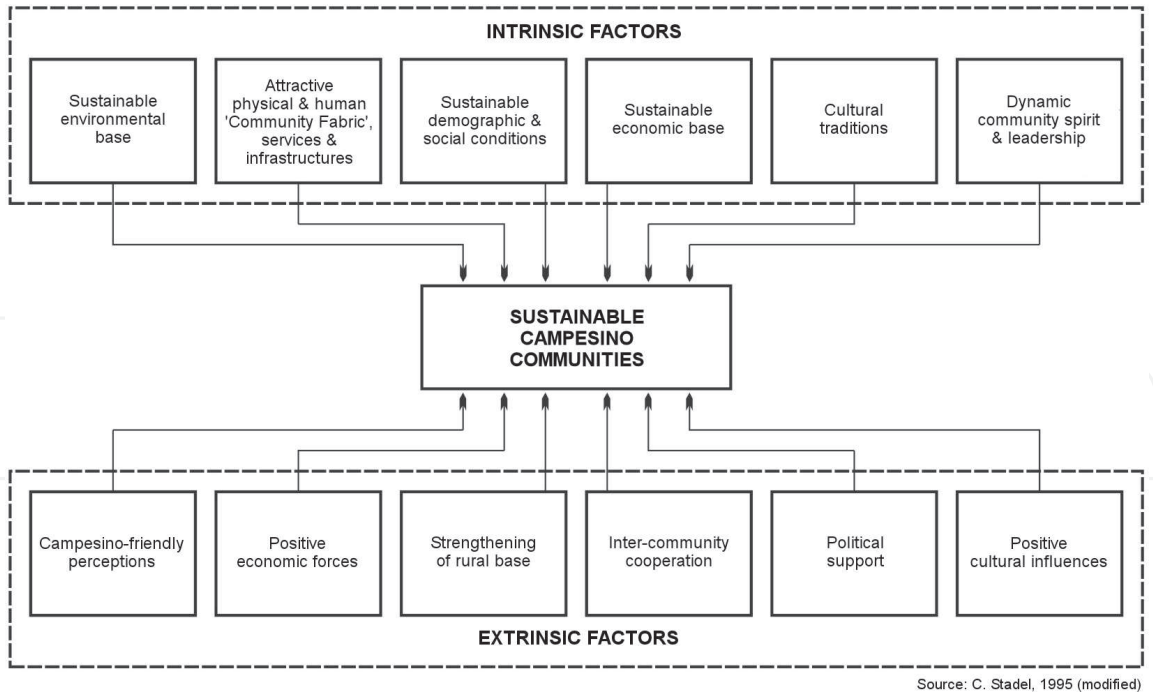 INTRINSIC FACTORS
Sustainable
environmental
base
Attractive
physical & human
'Community Fabric',
services &
infrastructures
Sustainable
demographic &
social conditions
Sustainable
economic base
Cultural
traditions
Dynamic
community spirit
& leadership
SUSTAINABLE
CAMPESINO
COMMUNITIES
Campesino-friendly
perceptions
Positive
economic forces
Strengthening
of rural base
Inter-community
cooperation
Political
support
Positive
cultural influences
EXTRINSIC FACTORS
Source: C. Stadel, 1995 (modified)